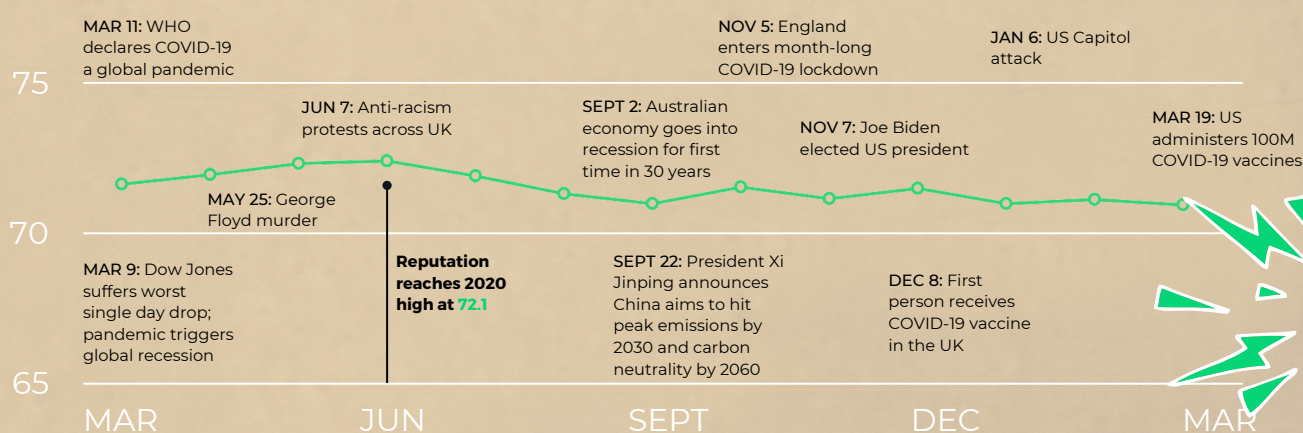 MAR 11: WHO
declares COVID-19
a global pandemic
NOV 5: England
enters month-long
COVID-19 lockdown
JAN 6: US Capitol
attack
75
JUN 7: Anti-racism
protests across UK
SEPT 2: Australian
economy goes into
recession for first
time in 30 years
NOV 7: Joe Biden
elected US president
MAR 19: US
administers 100M
COVID-19 vaccines
MAY 25: George
Floyd murder
70
MAR 9: Dow Jones
suffers worst
single day drop;
pandemic triggers
global recession
Reputation
reaches 2020
high at 72.1
SEPT 22: President Xi
Jinping announces
China aims to hit
peak emissions by
2030 and carbon
neutrality by 2060
DEC 8: First
person receives
COVID-19 vaccine
in the UK
65
MAR JUN SEPT DEC MAR